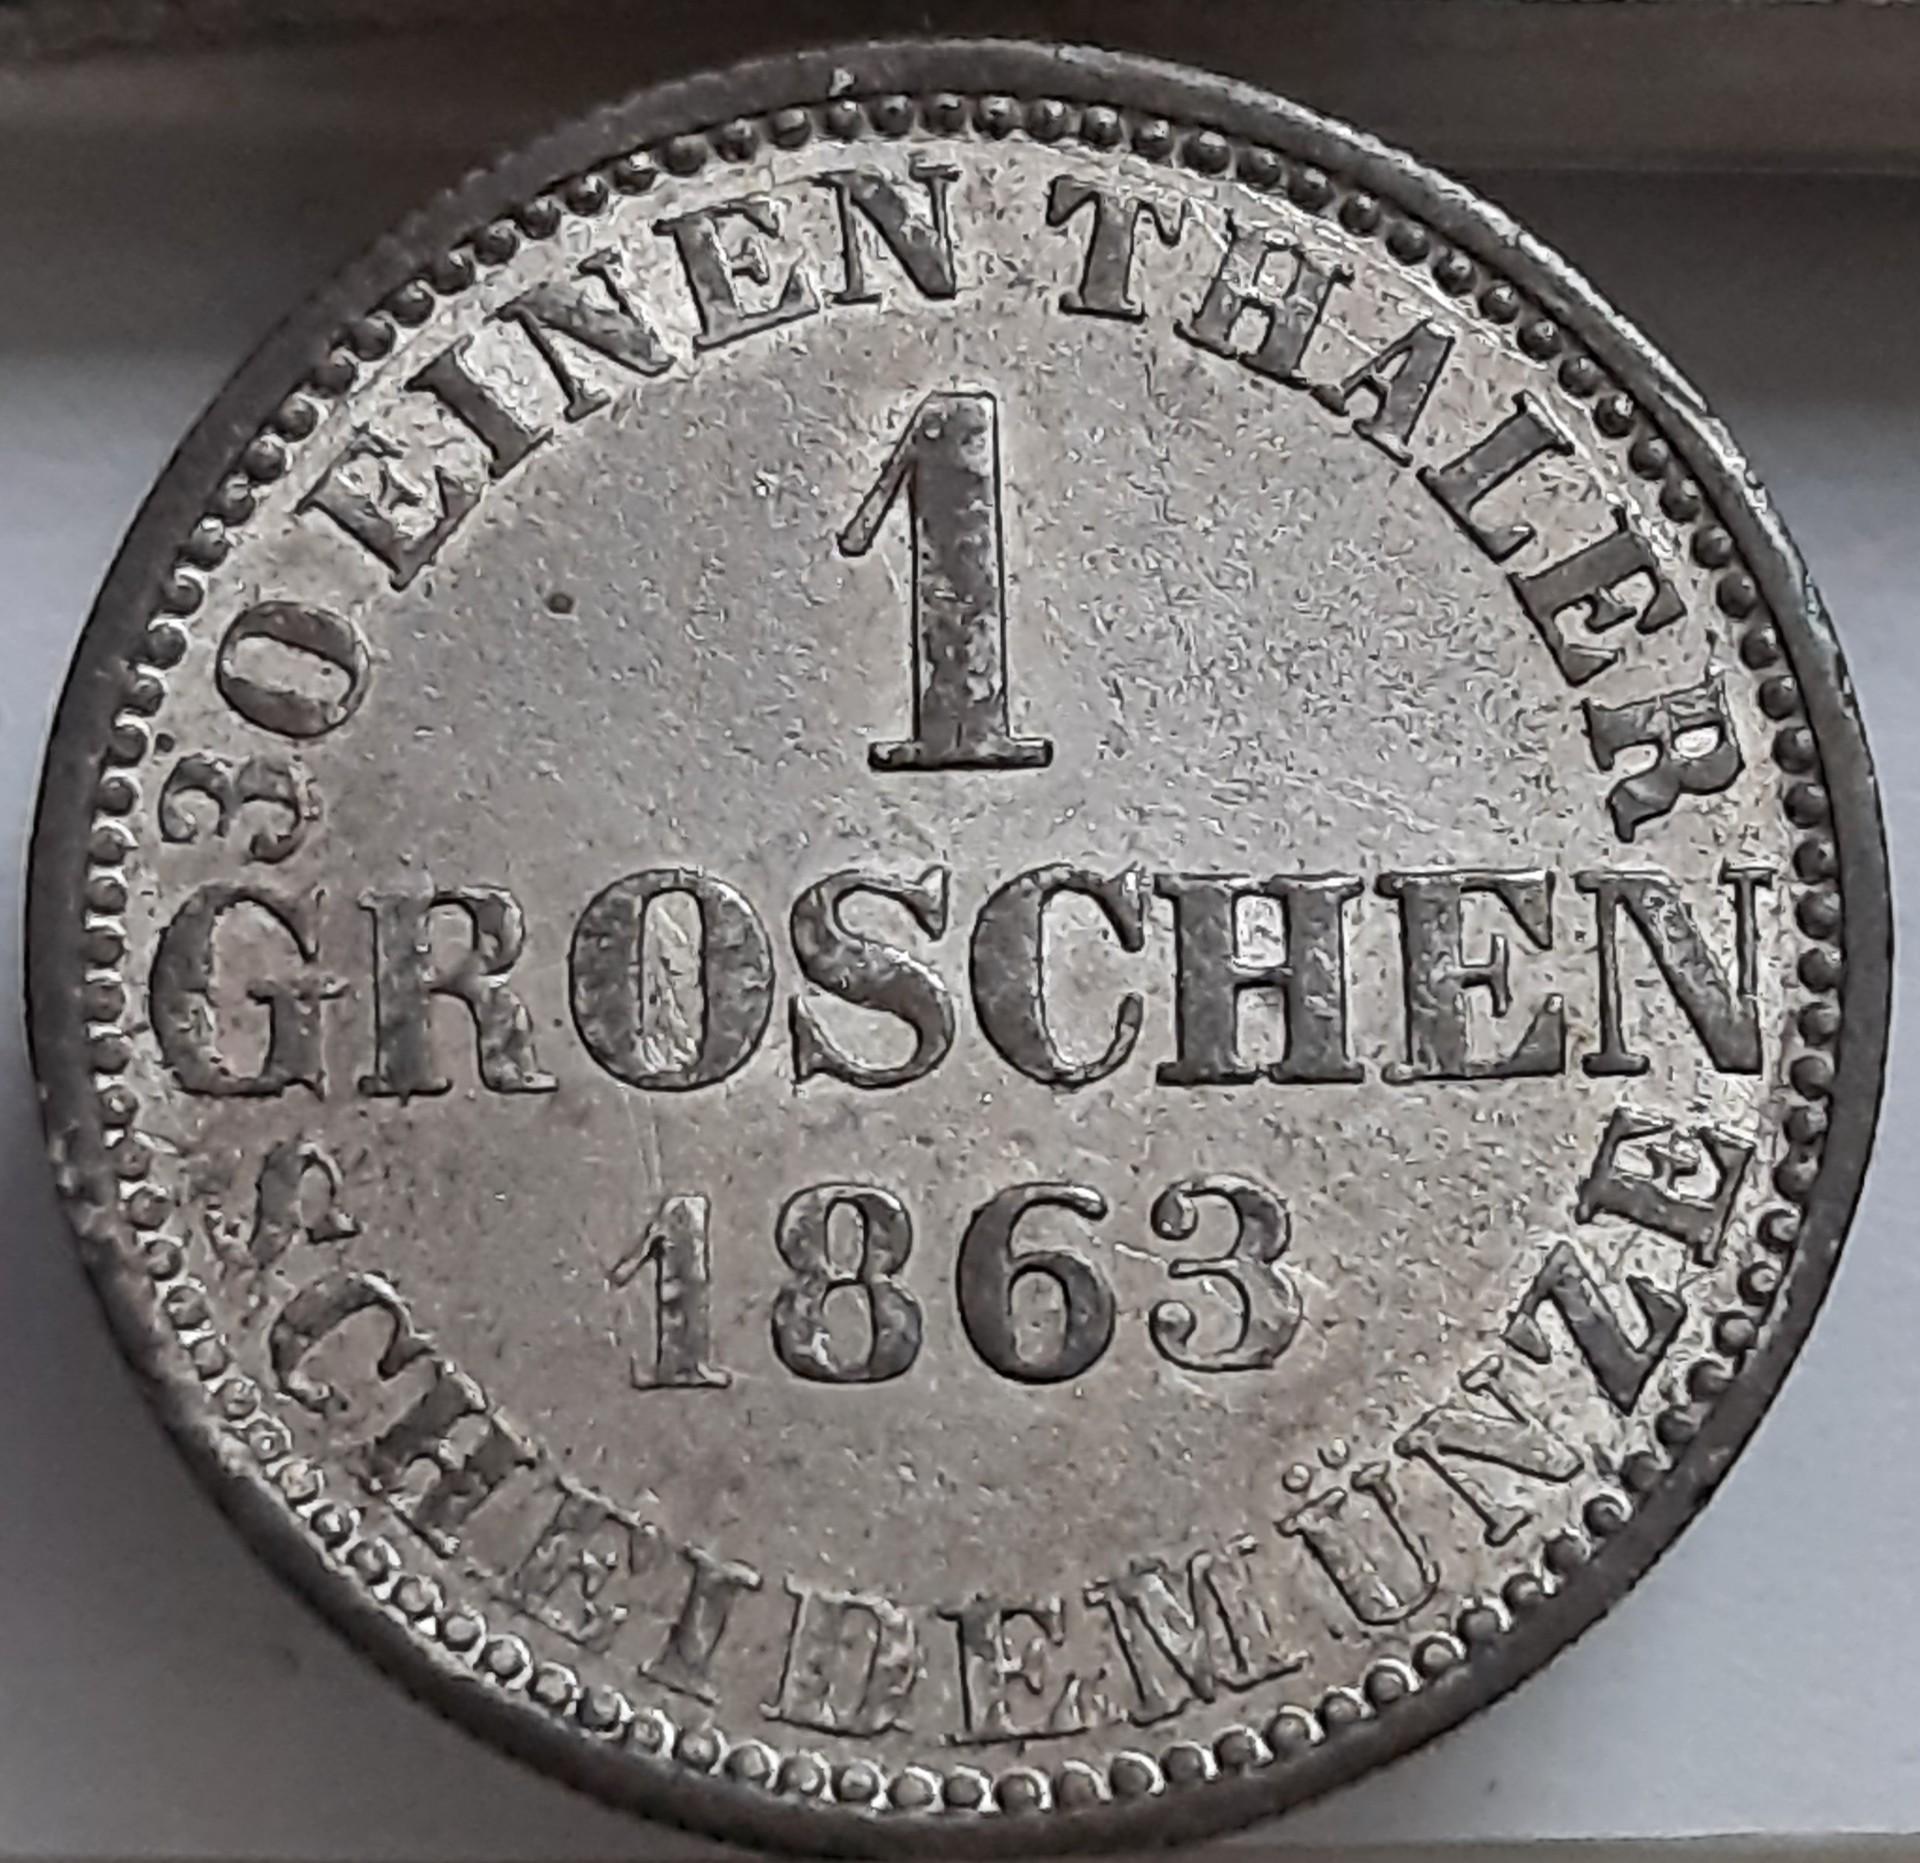 30 EINEN THALER
1
GROSCHEN
1863
SCHEIDEMÜNZE